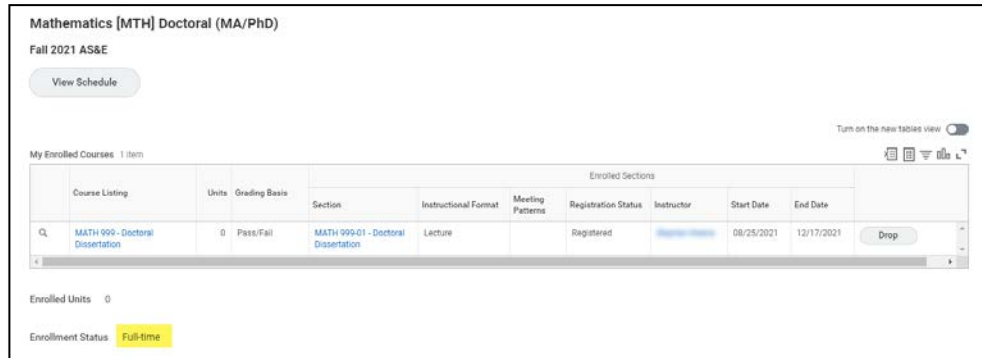 Mathematics [MTH] Doctoral (MA/PhD)
Fall 2021 AS&E
View Schedule
Turn on the new tables view
My Enrolled Courses 1 item
Enrolled Sections
Course Listing Units Grading Basis Section Instructional Format Meeting Patterns Registration Status Instructor Start Date End Date
MATH 999 - Doctoral Dissertation 0 Pass/Fail MATH 999-01 - Doctoral Dissertation Lecture Registered 08/25/2021 12/17/2021 Drop
Enrolled Units 0
Enrollment Status Full-time